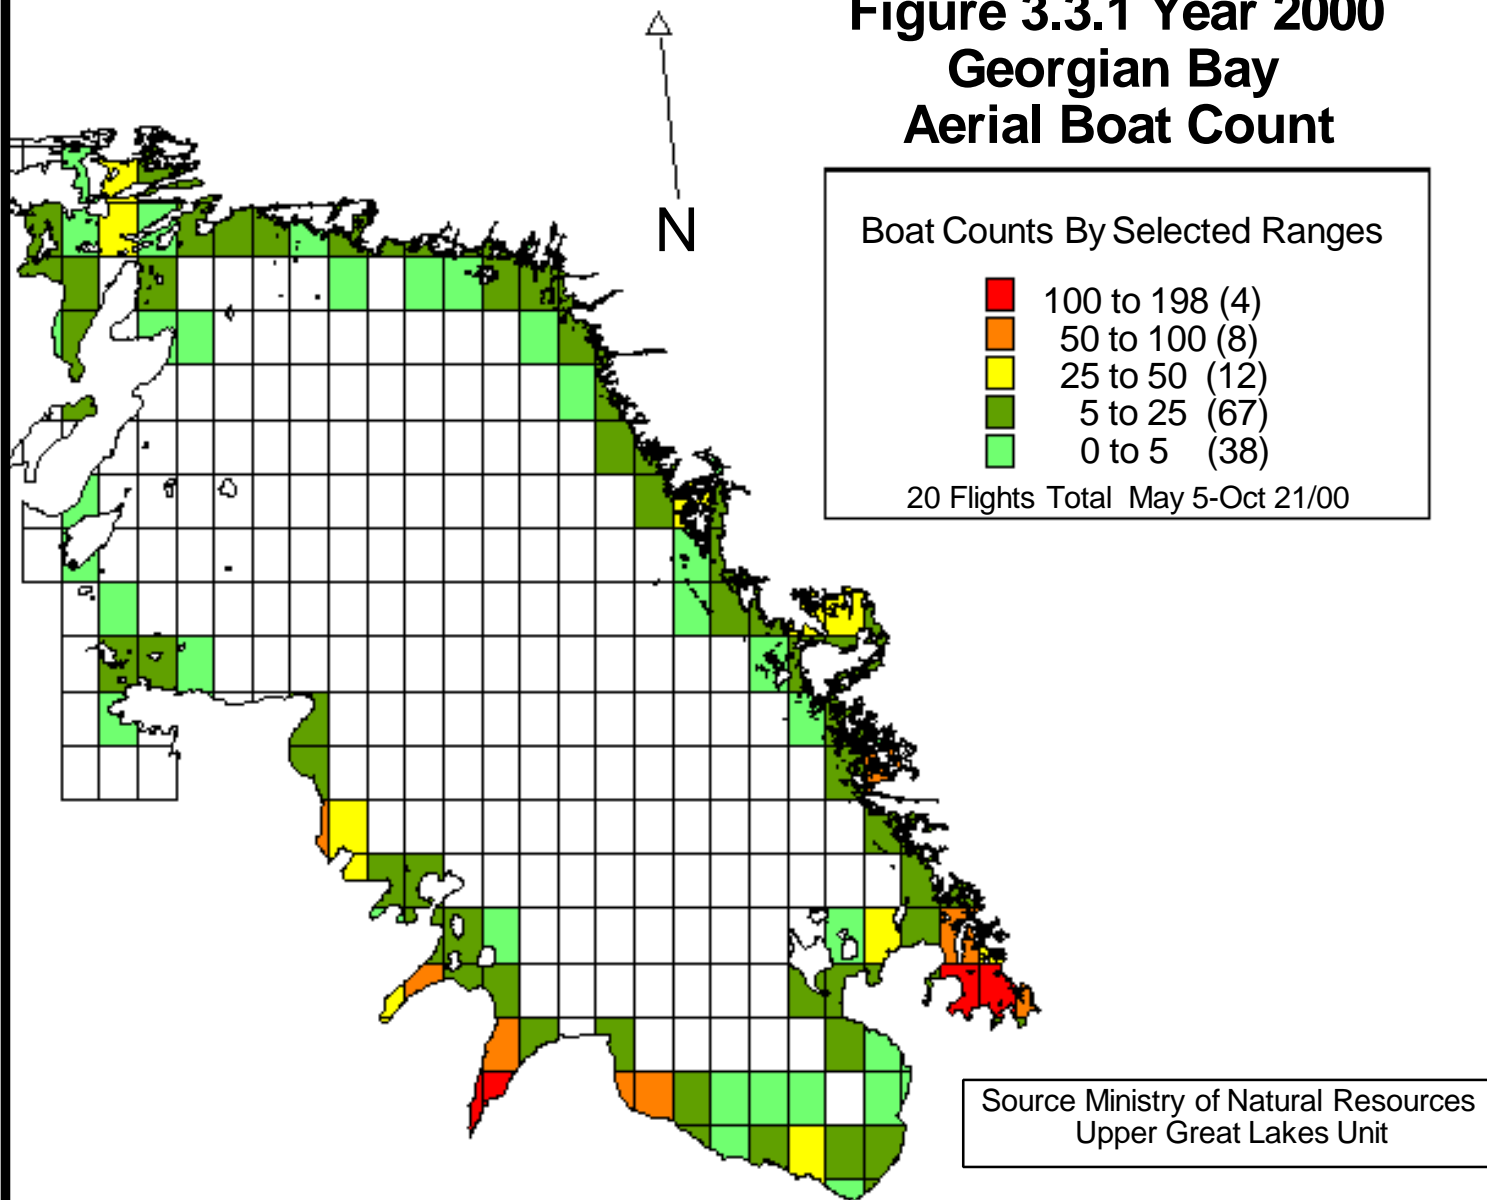 Figure 3.3.1 Year 2000
Georgian Bay
Aerial Boat Count
N
Boat Counts By Selected Ranges
100 to 198 (4)
50 to 100 (8)
25 to 50 (12)
5 to 25 (67)
0 to 5 (38)
20 Flights Total May 5-Oct 21/00
Source Ministry of Natural Resources
Upper Great Lakes Unit